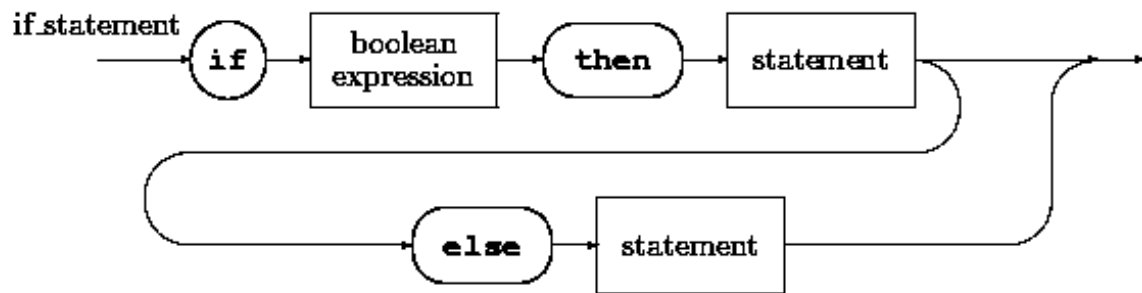 if_statement
if
boolean
expression
then
statement
else
statement